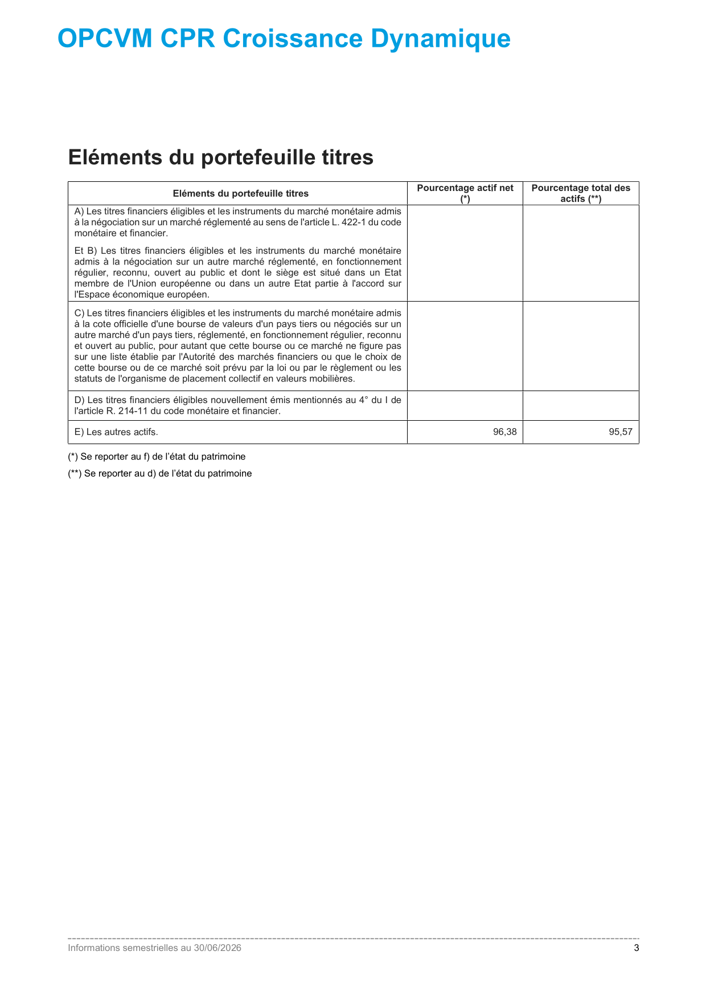 OPCVM CPR Croissance Dynamique
Eléments du portefeuille titres
Eléments du portefeuille titres
Pourcentage actif net
(*)
Pourcentage total des
actifs (**)
A) Les titres financiers éligibles et les instruments du marché monétaire admis
à la négociation sur un marché réglementé au sens de l'article L. 422-1 du code
monétaire et financier.
Et B) Les titres financiers éligibles et les instruments du marché monétaire
admis à la négociation sur un autre marché réglementé, en fonctionnement
régulier, reconnu, ouvert au public et dont le siège est situé dans un Etat
membre de l'Union européenne ou dans un autre Etat partie à l'accord sur
l'Espace économique européen.
C) Les titres financiers éligibles et les instruments du marché monétaire admis
à la cote officielle d'une bourse de valeurs d'un pays tiers ou négociés sur un
autre marché d'un pays tiers, réglementé, en fonctionnement régulier, reconnu
et ouvert au public, pour autant que cette bourse ou ce marché ne figure pas
sur une liste établie par l'Autorité des marchés financiers ou que le choix de
cette bourse ou de ce marché soit prévu par la loi ou par le règlement ou les
statuts de l'organisme de placement collectif en valeurs mobilières.
D) Les titres financiers éligibles nouvellement émis mentionnés au 4° du I de
l'article R. 214-11 du code monétaire et financier.
E) Les autres actifs.
96,38
95,57
(*) Se reporter au f) de l’état du patrimoine
(**) Se reporter au d) de l’état du patrimoine
Informations semestrielles au 30/06/2026
3